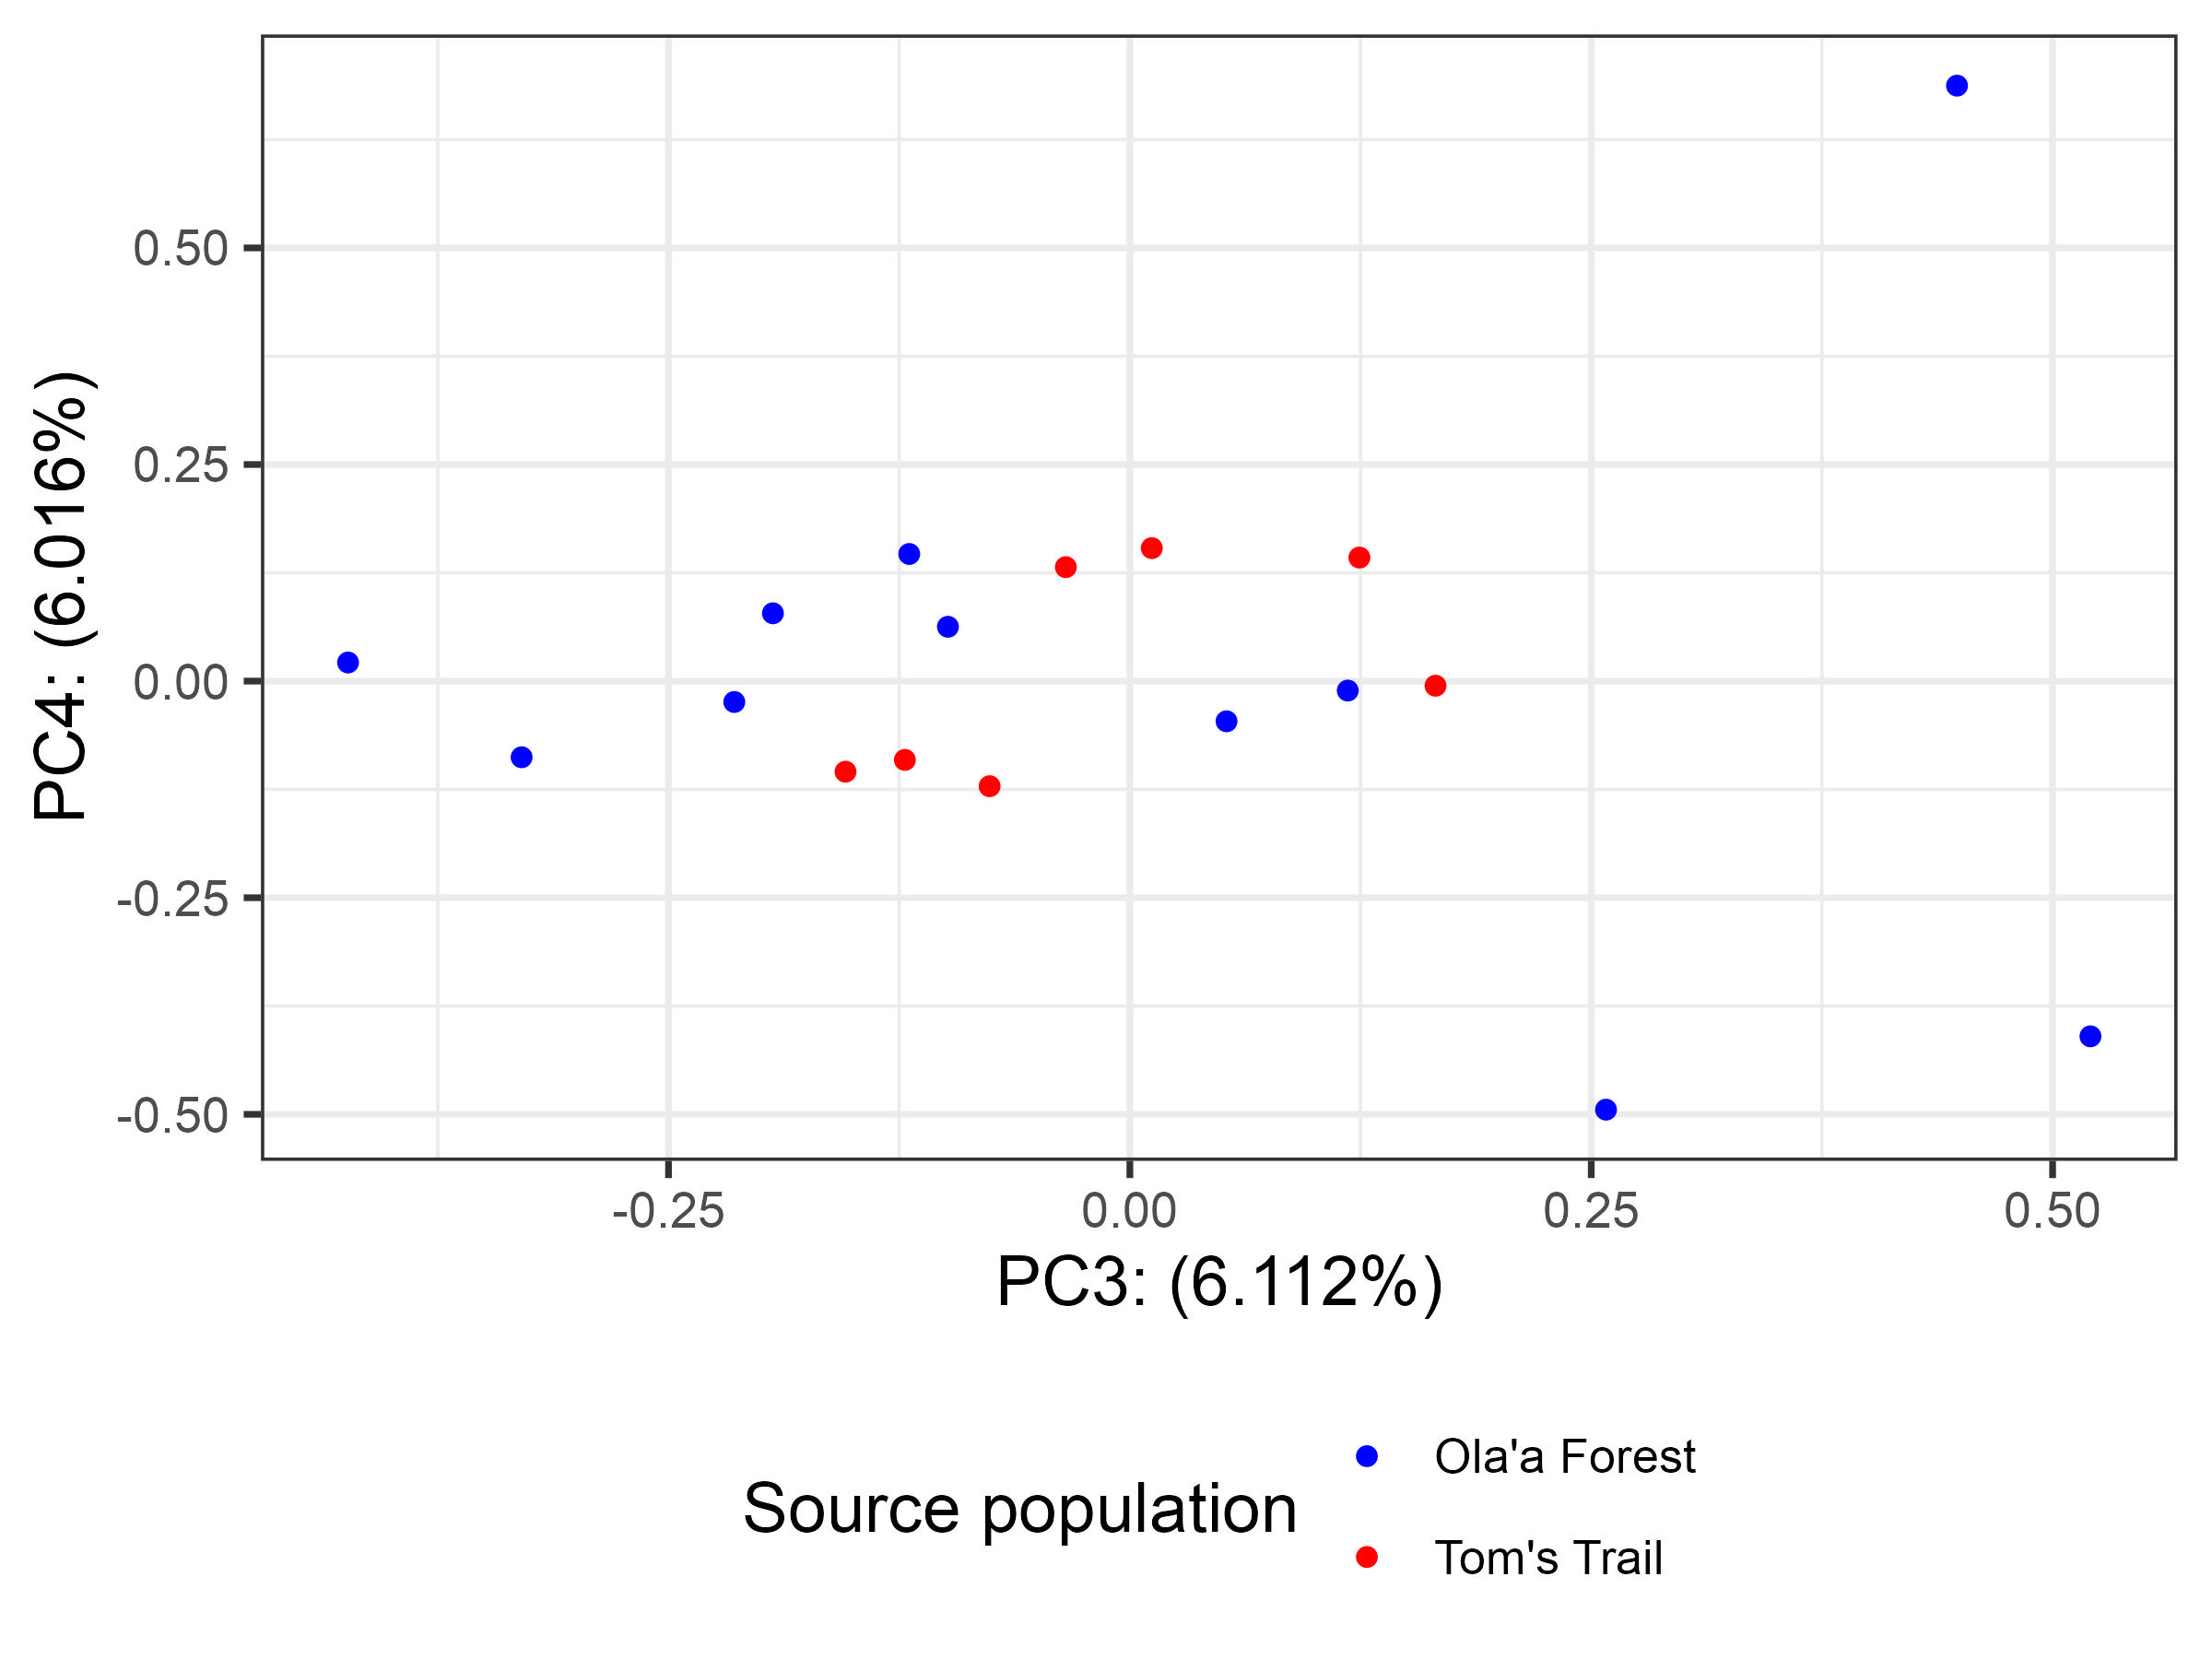 PC4: (6.016%)
0.50
0.25
0.00
-0.25
-0.50
-0.25
0.00
0.25
0.50
PC3: (6.112%)
Source population
Ola'a Forest
Tom's Trail